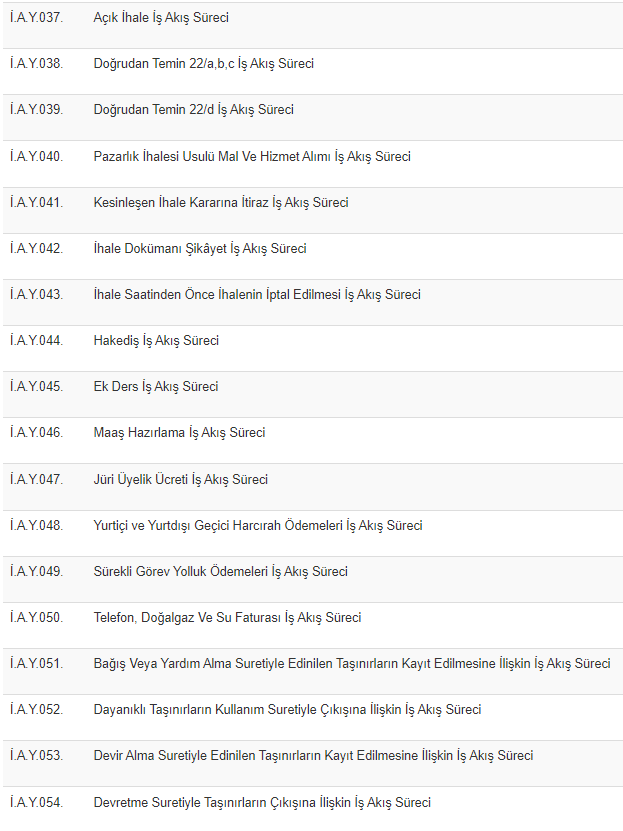 İ.A.Y.037. Açık İhale İş Akış Süreci
İ.A.Y.038. Doğrudan Temin 22/a,b,c İş Akış Süreci
İ.A.Y.039. Doğrudan Temin 22/d İş Akış Süreci
İ.A.Y.040. Pazarlık İhalesi Usulü Mal Ve Hizmet Alımı İş Akış Süreci
İ.A.Y.041. Kesinleşen İhale Kararına İtiraz İş Akış Süreci
İ.A.Y.042. İhale Dokümanı Şikâyet İş Akış Süreci
İ.A.Y.043. İhale Saatinden Önce İhalenin İptal Edilmesi İş Akış Süreci
İ.A.Y.044. Hakediş İş Akış Süreci
İ.A.Y.045. Ek Ders İş Akış Süreci
İ.A.Y.046. Maaş Hazırlama İş Akış Süreci
İ.A.Y.047. Jüri Üyelik Ücreti İş Akış Süreci
İ.A.Y.048. Yurtiçi ve Yurtdışı Geçici Harcırah Ödemeleri İş Akış Süreci
İ.A.Y.049. Sürekli Görev Yolluk Ödemeleri İş Akış Süreci
İ.A.Y.050. Telefon, Doğalgaz Ve Su Faturası İş Akış Süreci
İ.A.Y.051. Bağış Veya Yardım Alma Suretiyle Edinilen Taşınırların Kayıt Edilmesine İlişkin İş Akış Süreci
İ.A.Y.052. Dayanıklı Taşınırların Kullanım Suretiyle Çıkışına İlişkin İş Akış Süreci
İ.A.Y.053. Devir Alma Suretiyle Edinilen Taşınırların Kayıt Edilmesine İlişkin İş Akış Süreci
İ.A.Y.054. Devretme Suretiyle Taşınırların Çıkışına İlişkin İş Akış Süreci